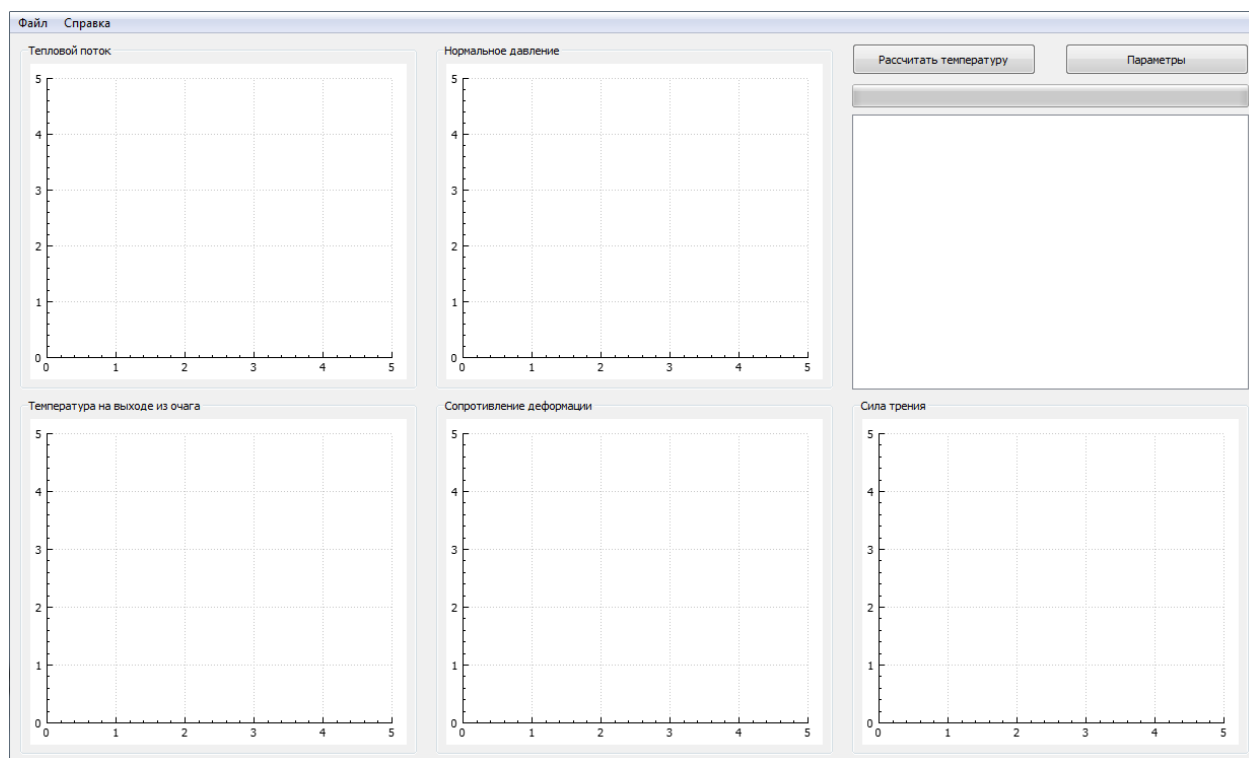 Файл Справка
Тепловой поток
5
4
3
2
1
0
0 1 2 3 4 5
Нормальное давление
5
4
3
2
1
0
0 1 2 3 4 5
Рассчитать температуру Параметры
Температура на выходе из очага
5
4
3
2
1
0
0 1 2 3 4 5
Сопротивление деформации
5
4
3
2
1
0
0 1 2 3 4 5
Сила трения
5
4
3
2
1
0
0 1 2 3 4 5